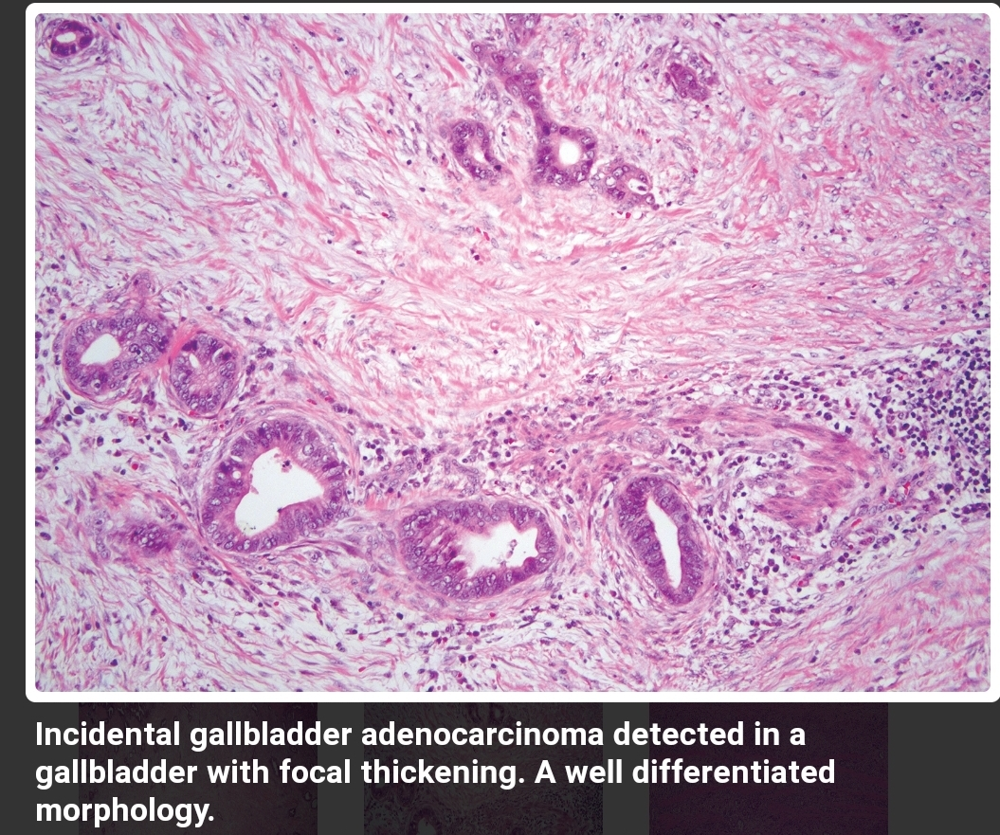 Incidental gallbladder adenocarcinoma detected in a
gallbladder with focal thickening. A well differentiated
morphology.